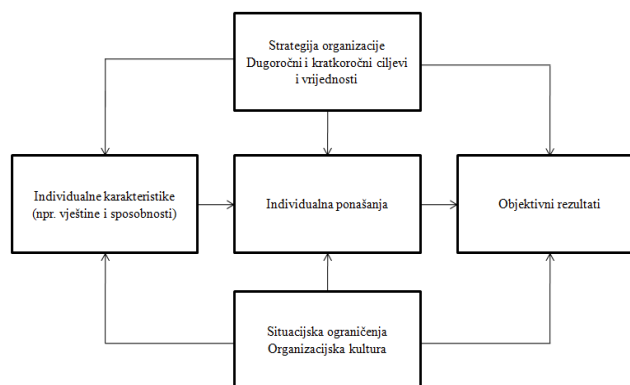 Strategija organizacije
Dugoročni i kratkoročni ciljevi
i vrijednosti
Individualne karakteristike
(npr. vještine i sposobnosti)
Individualna ponašanja
Objektivni rezultati
Situacijska ograničenja
Organizacijska kultura